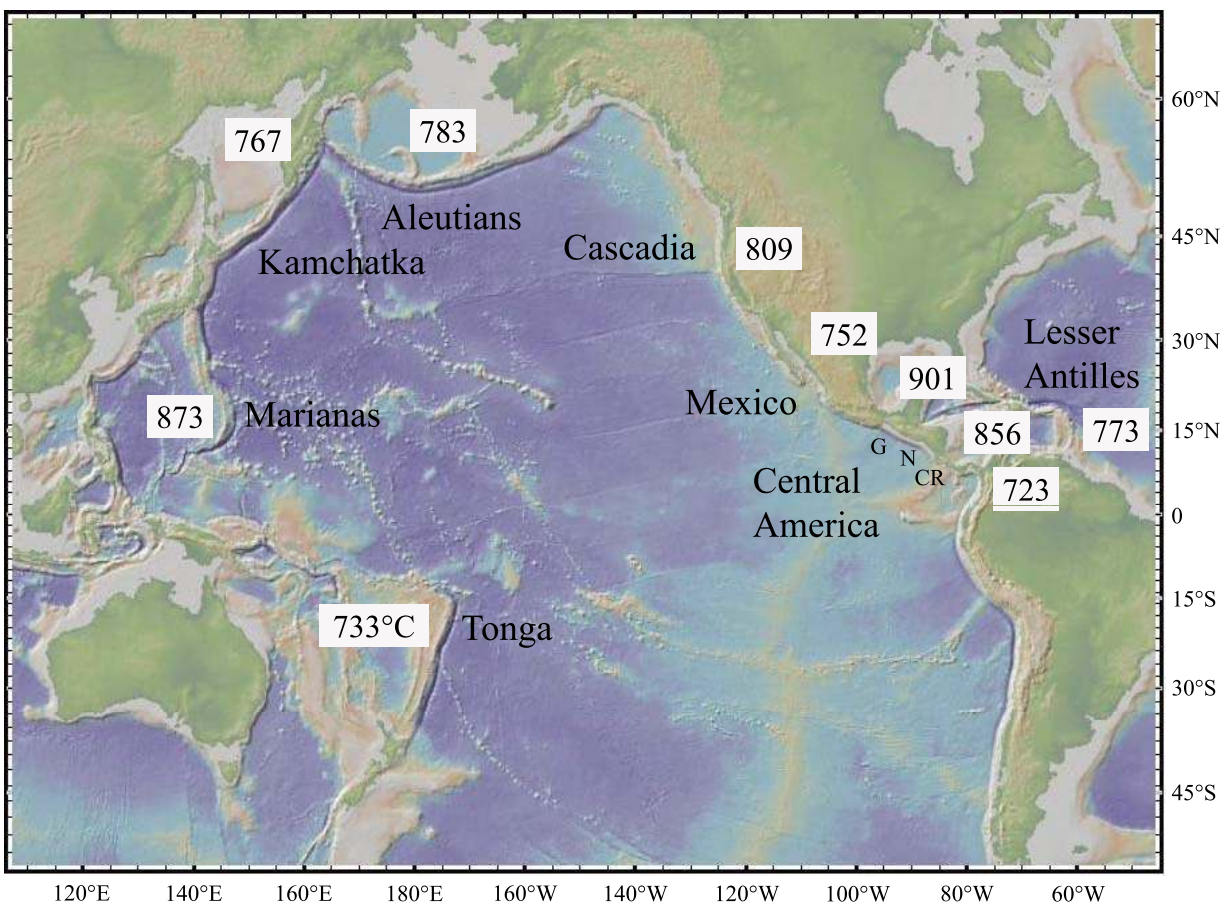 60°N
767
783
Aleutians
Cascadia
809
45°N
Kamchatka
752
Lesser
Antilles
30°N
901
873
Marianas
Mexico
856
773
15°N
G
N
CR
Central
America
723
0
733°C
Tonga
15°S
30°S
45°S
120°E
140°E
160°E
180°E
160°W
140°W
120°W
100°W
80°W
60°W